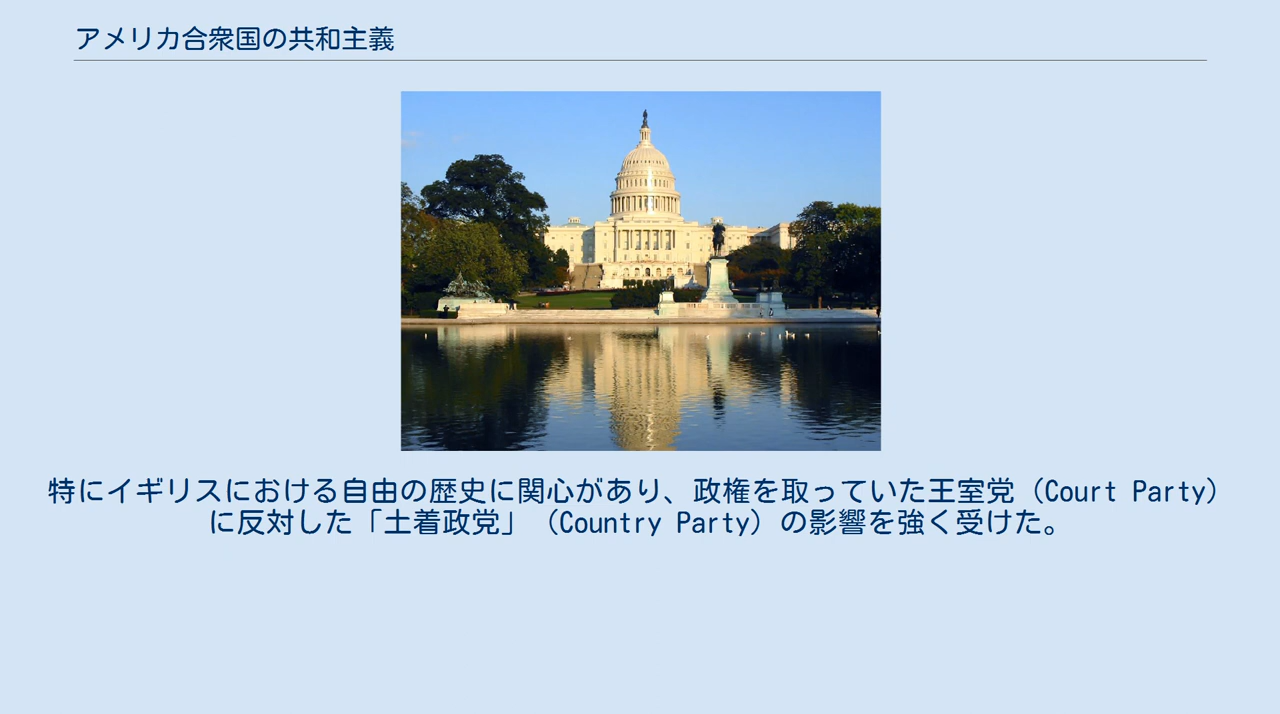 アメリカ合衆国の共和主義
特にイギリスにおける自由の歴史に関心があり、政権を取っていた王室党（Court Party）
に反対した「土着政党」（Country Party）の影響を強く受けた。